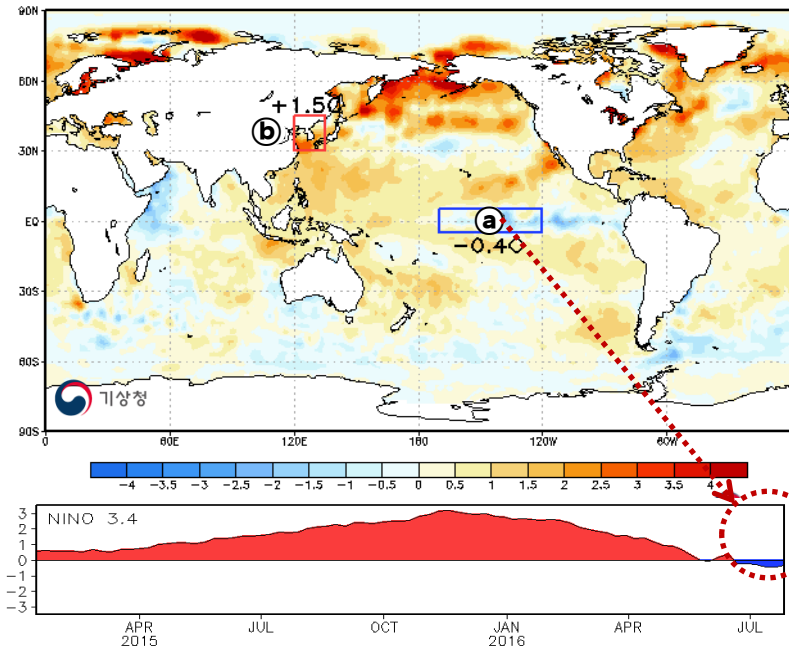 90N
60N
30N
EQ
30S
60S
90S
+1.50
ⓑ
ⓐ
-0.40
기상청
0 60E 120E 180 120W 60W
-4 -3.5 -3 -2.5 -2 -1.5 -1 -0.5 0 0.5 1 1.5 2 2.5 3 3.5 4
NINO 3.4
3
2
1
0
-1
-2
-3
APR JUL OCT JAN APR JUL
2015 2016